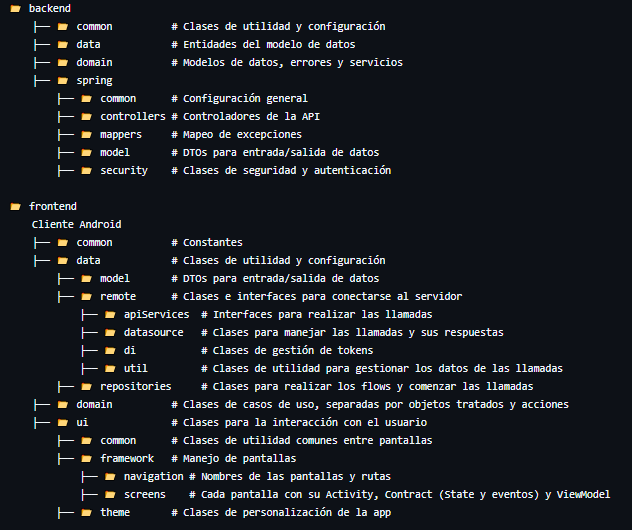 📂 backend
├── 📂 common # Clases de utilidad y configuración
├── 📂 data # Entidades del modelo de datos
├── 📂 domain # Modelos de datos, errores y servicios
├── 📂 spring
├── 📂 common # Configuración general
├── 📂 controllers # Controladores de la API
├── 📂 mappers # Mapeo de excepciones
├── 📂 model # DTOs para entrada/salida de datos
├── 📂 security # Clases de seguridad y autenticación
📂 frontend
Cliente Android
├── 📂 common # Constantes
├── 📂 data # Clases de utilidad y configuración
├── 📂 model # DTOs para entrada/salida de datos
├── 📂 remote # Clases e interfaces para conectarse al servidor
├── 📂 apiServices # Interfaces para realizar las llamadas
├── 📂 datasource # Clases para manejar las llamadas y sus respuestas
├── 📂 di # Clases de gestión de tokens
├── 📂 util # Clases de utilidad para gestionar los datos de las llamadas
├── 📂 repositories # Clases para realizar los flows y comenzar las llamadas
├── 📂 domain # Clases de casos de uso, separadas por objetos tratados y acciones
├── 📂 ui # Clases para la interacción con el usuario
├── 📂 common # Clases de utilidad comunes entre pantallas
├── 📂 framework # Manejo de pantallas
├── 📂 navigation # Nombres de las pantallas y rutas
├── 📂 screens # Cada pantalla con su Activity, Contract (State y eventos) y ViewModel
├── 📂 theme # Clases de personalización de la app